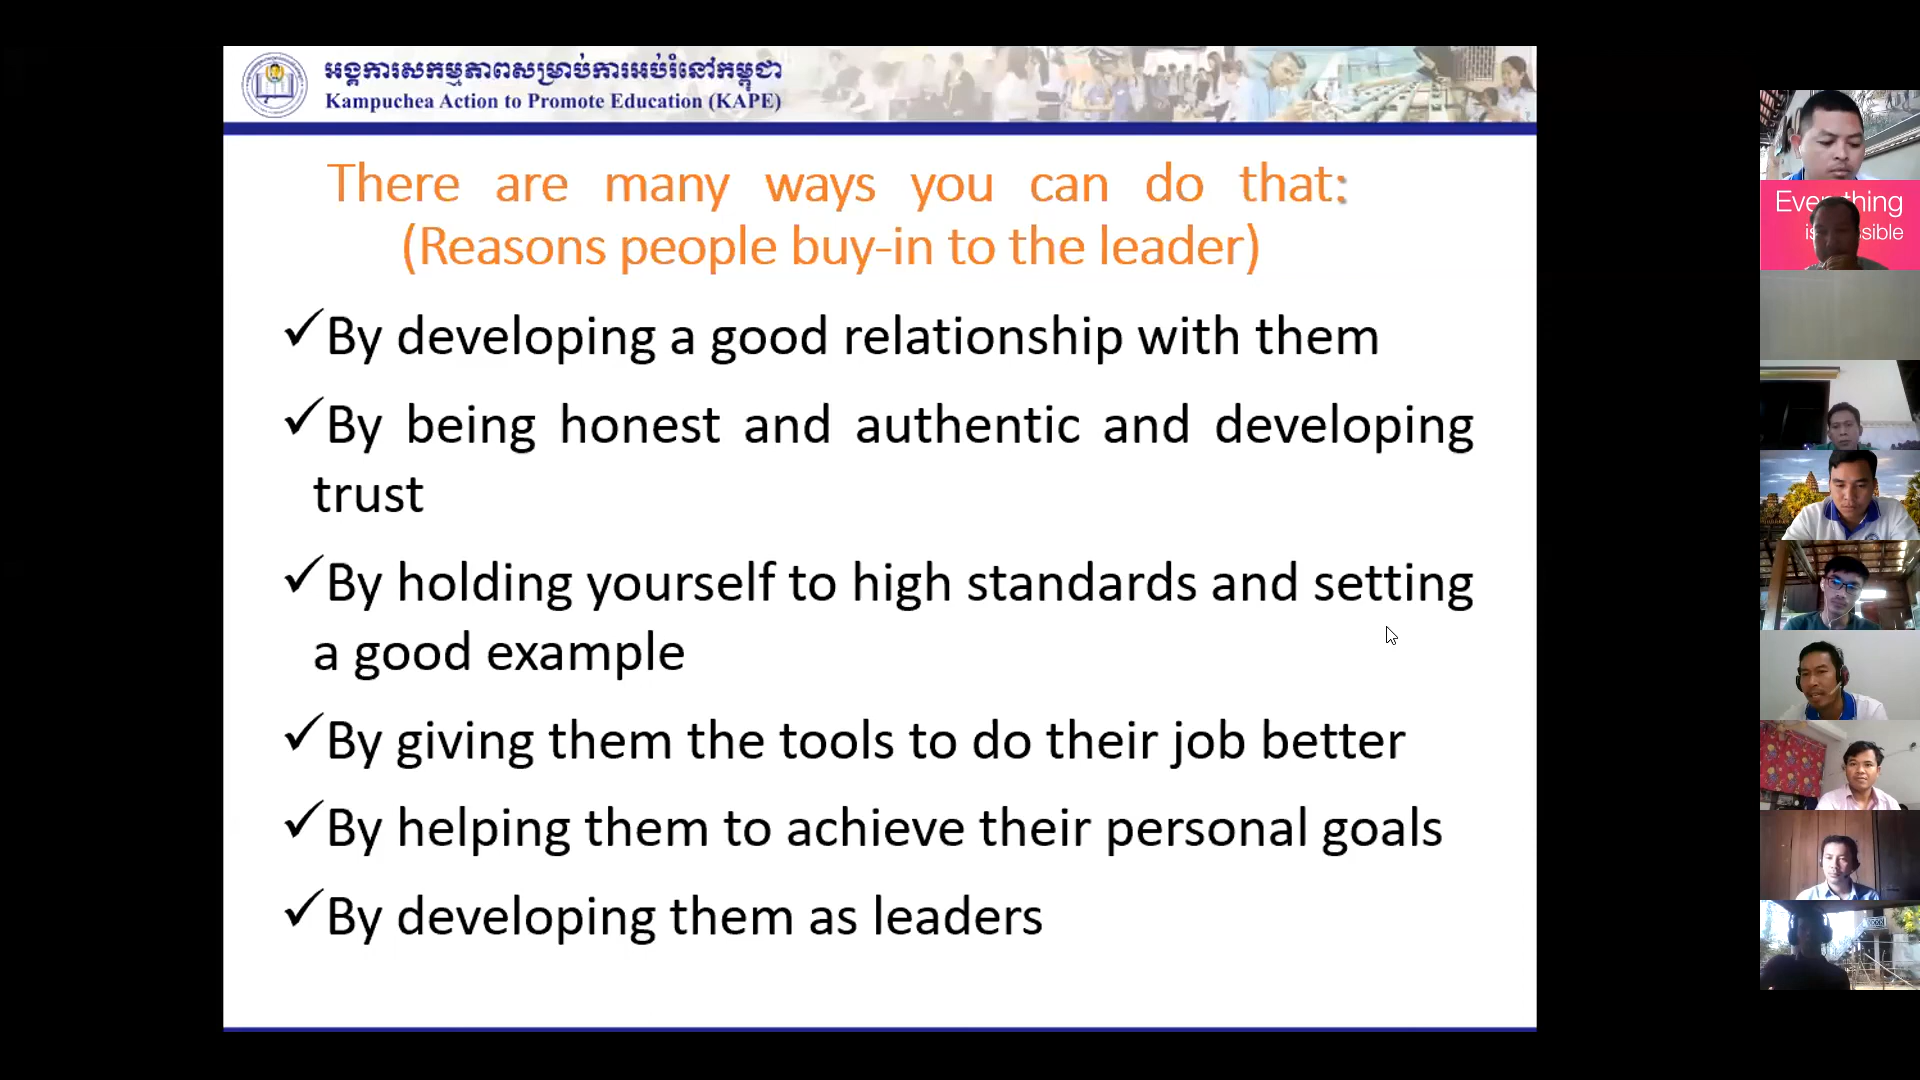 អង្គការសកម្មភាពសម្រាប់ការអប់រំនៅកម្ពុជា
Kampuchea Action to Promote Education (KAPE)
There are many ways you can do that:
(Reasons people buy-in to the leader)
✓By developing a good relationship with them
✓By being honest and authentic and developing
trust
✓By holding yourself to high standards and setting
a good example
✓By giving them the tools to do their job better
✓By helping them to achieve their personal goals
✓By developing them as leaders